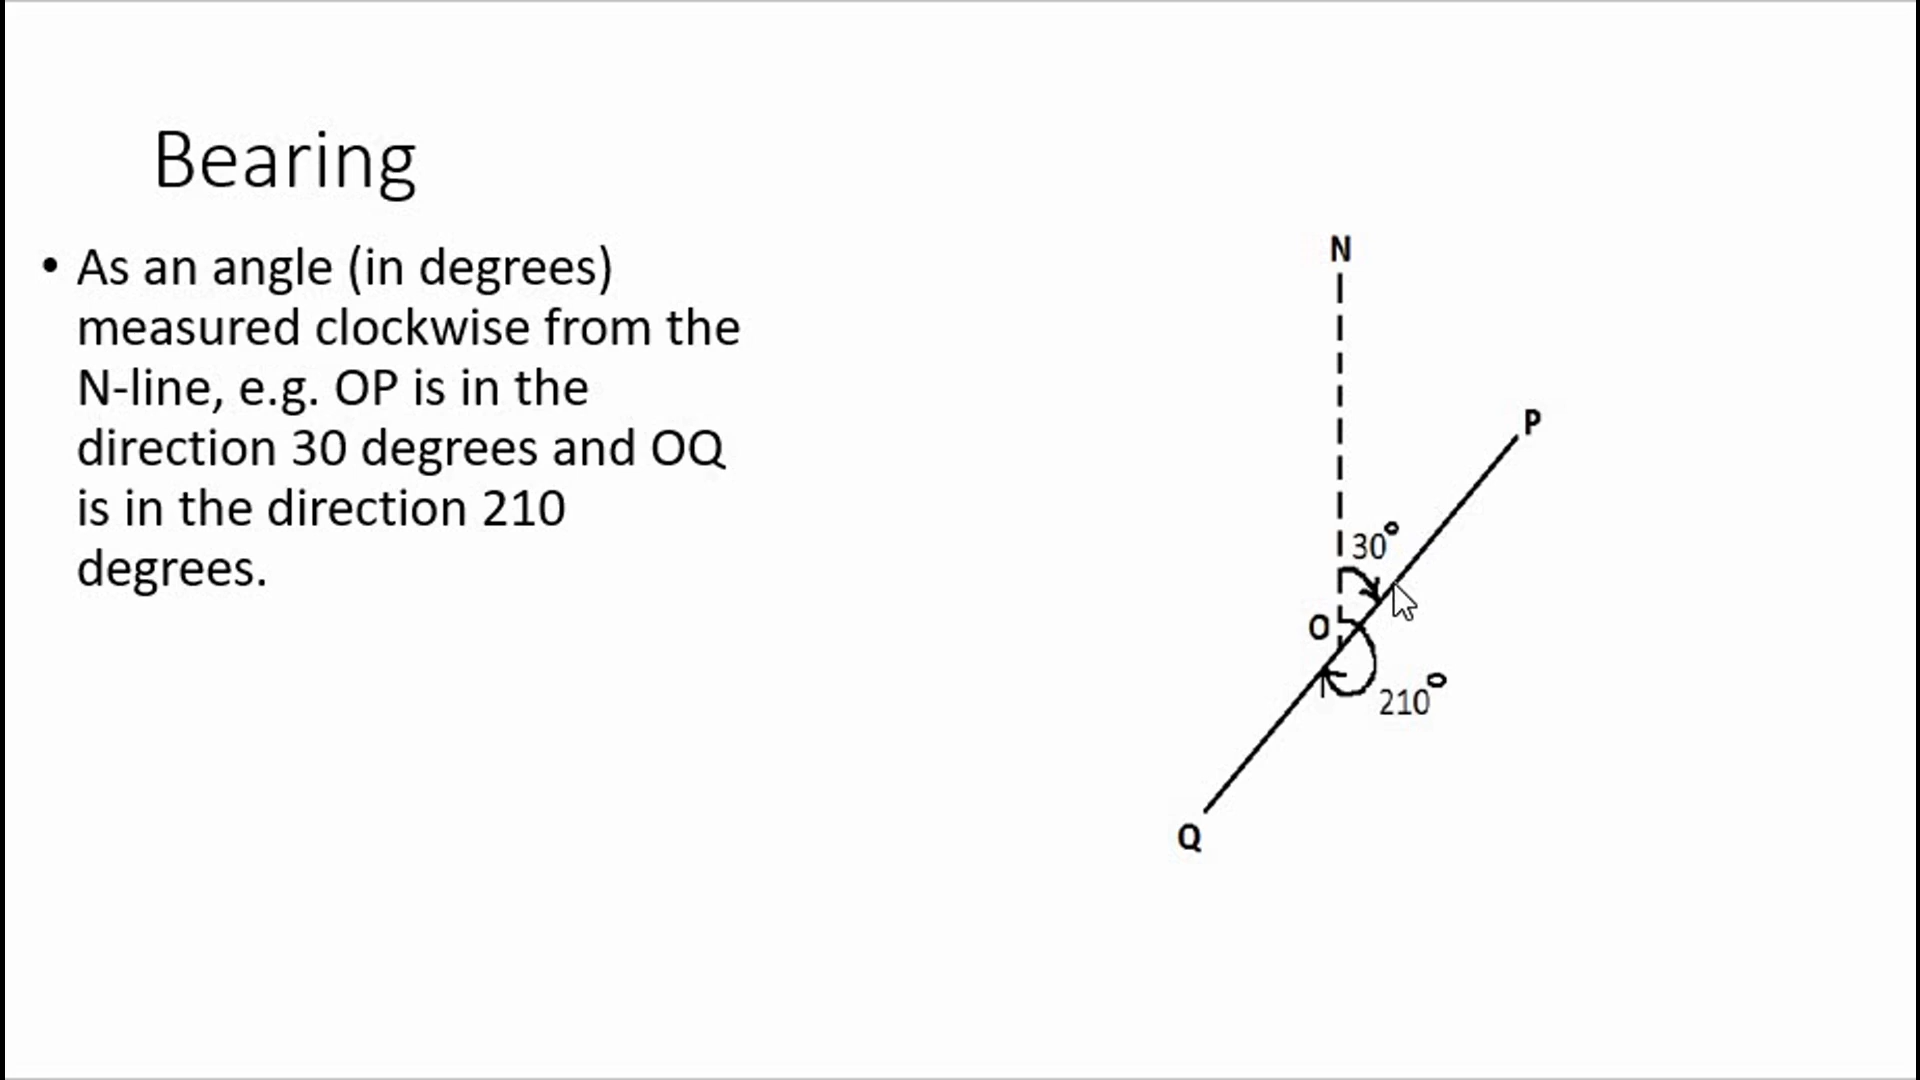 Bearing
• As an angle (in degrees)
measured clockwise from the
N-line, e.g. OP is in the
direction 30 degrees and OQ
is in the direction 210
degrees.
N
P
30°
O
210°
Q